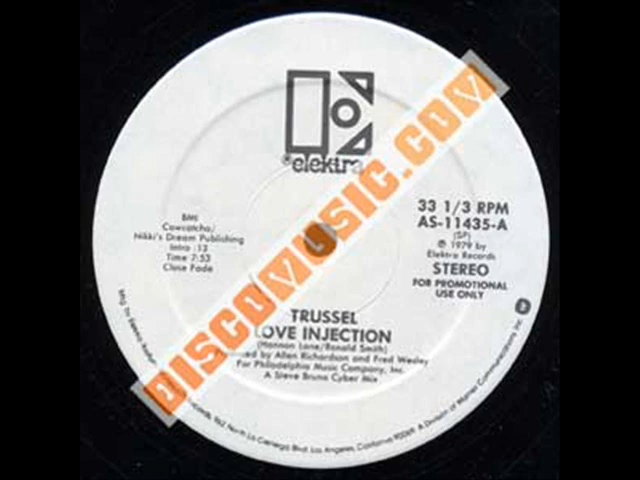 elektra
BMI
Cowcatcha/
Nikki's Dream Publishing
Intro :13
Time 7:53
Close Fade
33 1/3 RPM
AS-11435-A
(SP)
℗ 1979 by
Elektra Records
STEREO
FOR PROMOTIONAL
USE ONLY
TRUSSEL
LOVE INJECTION
(Hannon Lane/Ronald Smith)
by Allen Richardson and Fred Wesley
For Philadelphia Music Company, Inc.
A Steve Bruno Cyber Mix
Mfg. by Elektra 962 North La Cienega Blvd. Los Angeles, California 90069. A Division of Warner Communications Inc.
DISCOMUSIC.COM